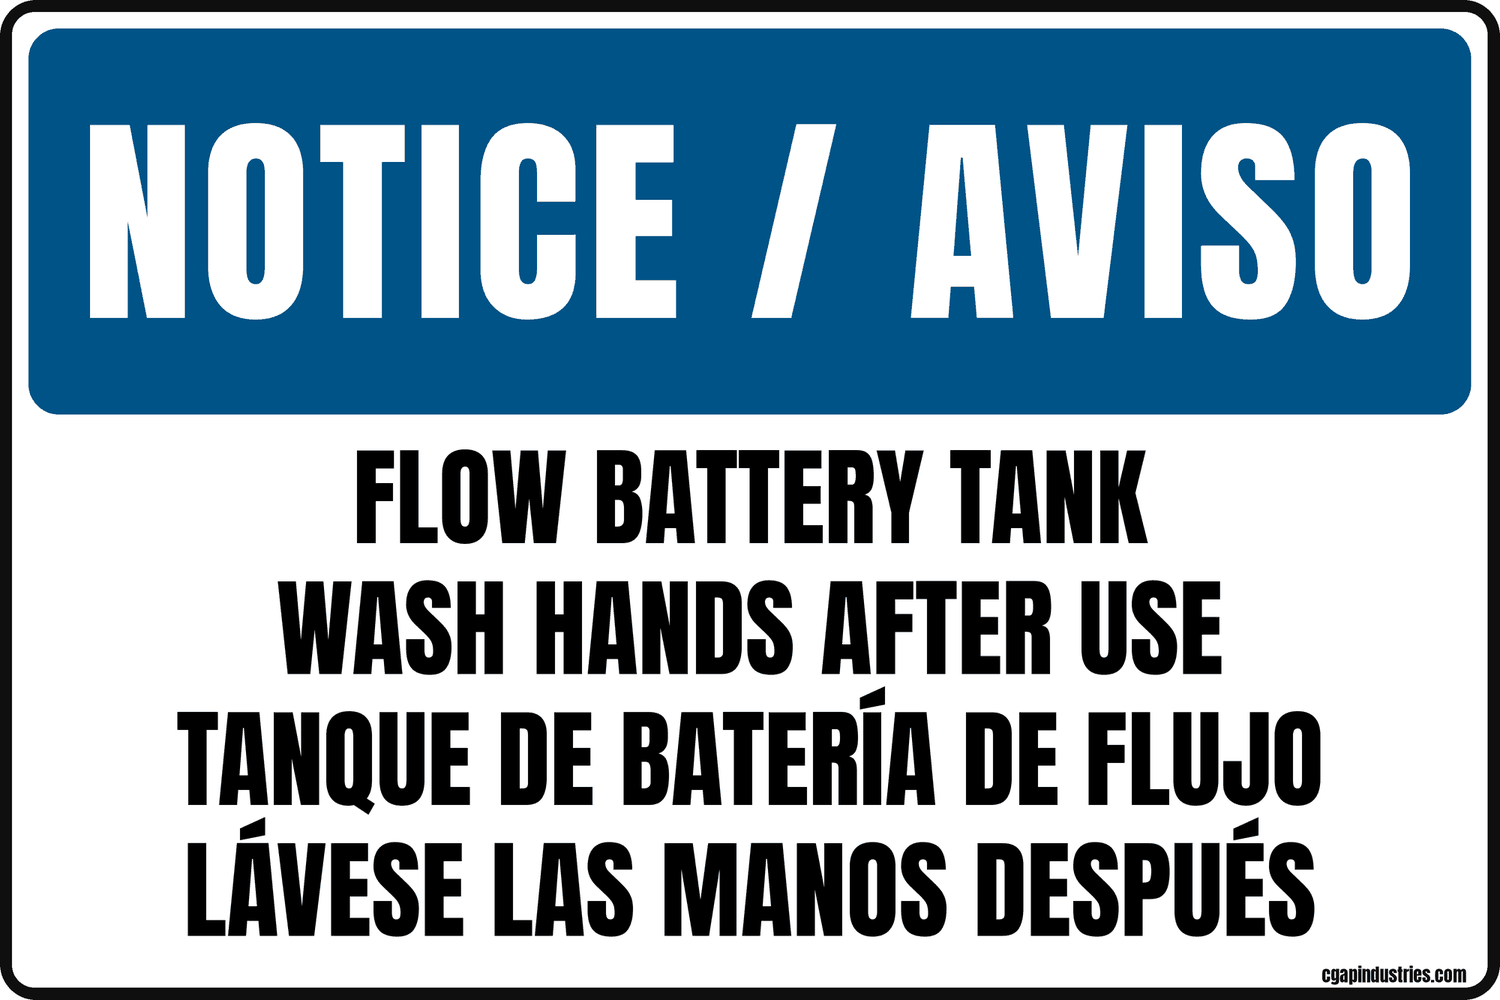 NOTICE / AVISO
FLOW BATTERY TANK
WASH HANDS AFTER USE
TANQUE DE BATERÍA DE FLUJO
LÁVESE LAS MANOS DESPUÉS
cgapindustries.com